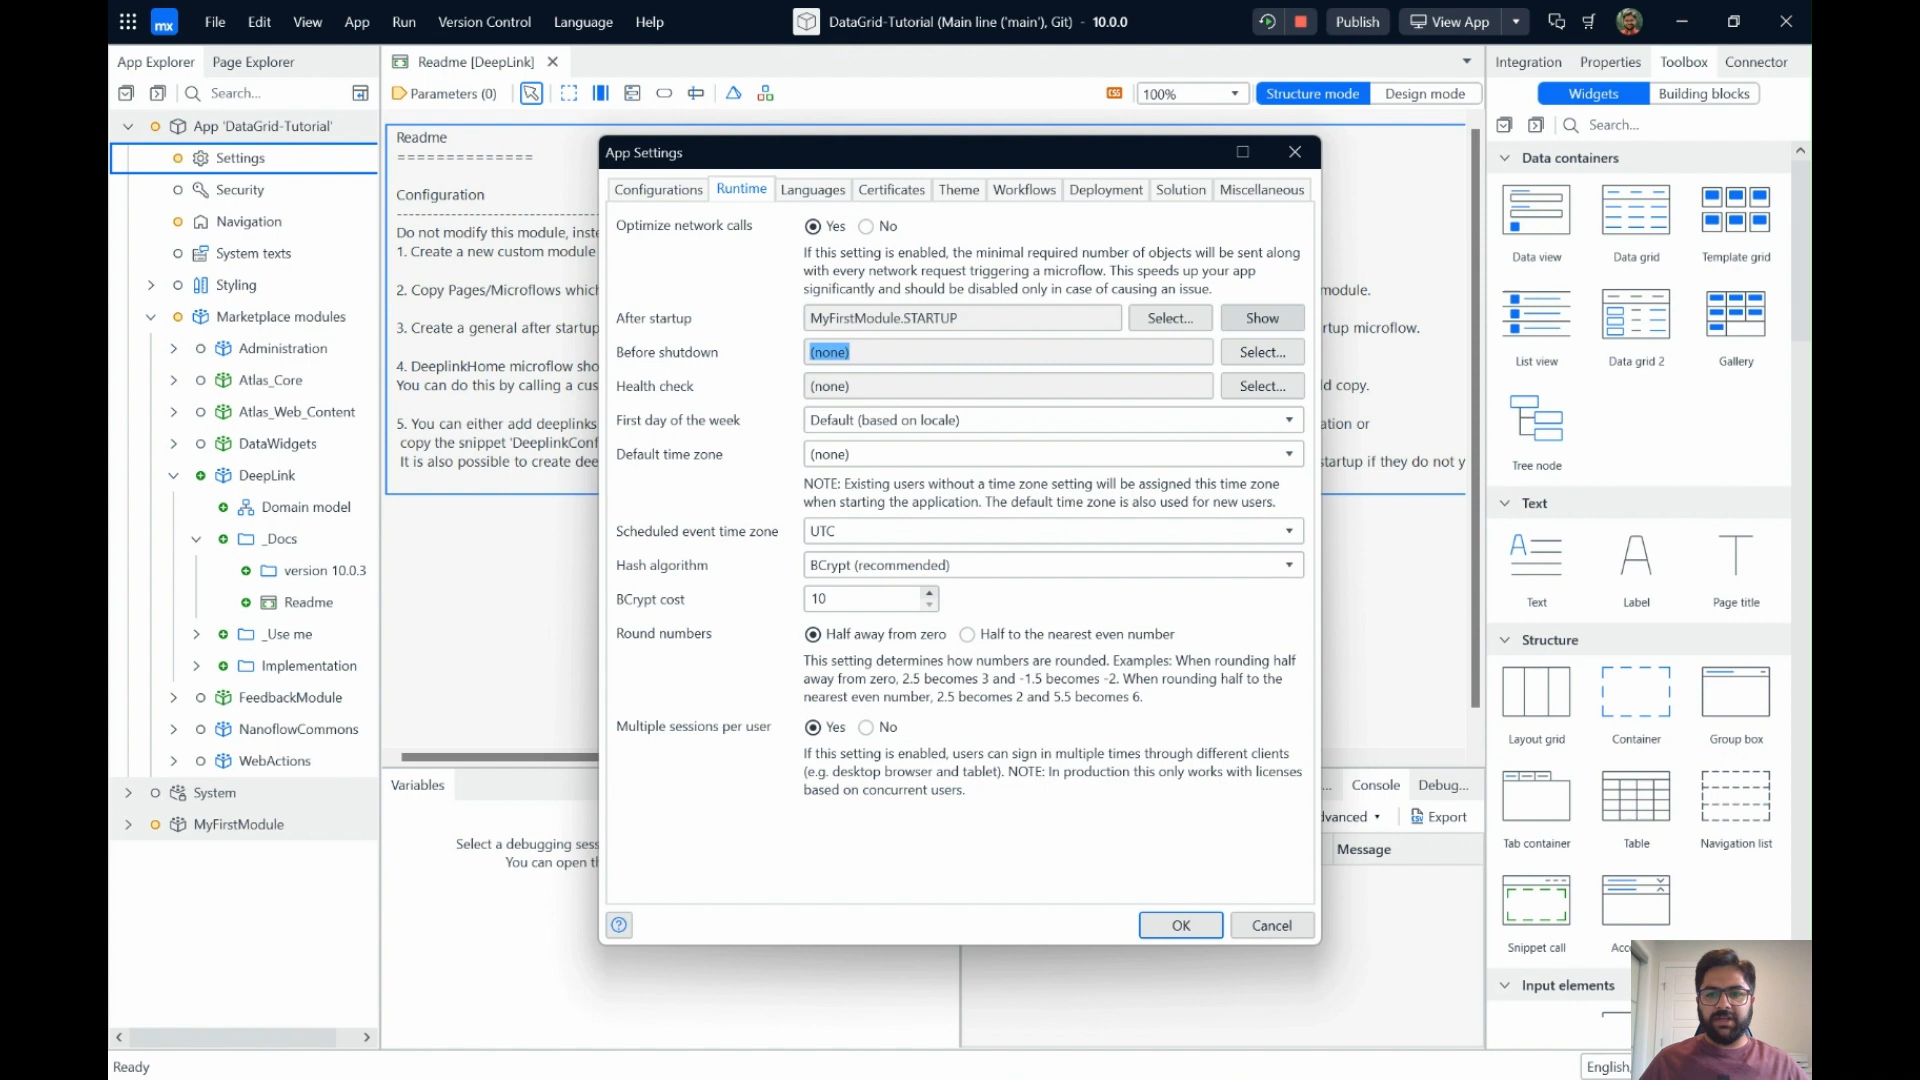 mx File Edit View App Run Version Control Language Help DataGrid-Tutorial (Main line ('main'), Git) - 10.0.0 Publish View App
App Explorer Page Explorer
Search...
App 'DataGrid-Tutorial'
Settings
Security
Navigation
System texts
Styling
Marketplace modules
Administration
Atlas_Core
Atlas_Web_Content
DataWidgets
DeepLink
Domain model
_Docs
version 10.0.3
Readme
_Use me
Implementation
FeedbackModule
NanoflowCommons
WebActions
System
MyFirstModule
Readme [DeepLink]
Parameters (0) CSS 100% Structure mode Design mode
Readme
==============
Configuration
Do not modify this module, inste
1. Create a new custom module
2. Copy Pages/Microflows which module.
3. Create a general after startup rtup microflow.
4. DeeplinkHome microflow sho
You can do this by calling a cus d copy.
5. You can either add deeplinks ation or
copy the snippet 'DeeplinkConf
It is also possible to create dee startup if they do not y
App Settings
Configurations Runtime Languages Certificates Theme Workflows Deployment Solution Miscellaneous
Optimize network calls Yes No
If this setting is enabled, the minimal required number of objects will be sent along
with every network request triggering a microflow. This speeds up your app
significantly and should be disabled only in case of causing an issue.
After startup MyFirstModule.STARTUP Select... Show
Before shutdown (none) Select...
Health check (none) Select...
First day of the week Default (based on locale)
Default time zone (none)
NOTE: Existing users without a time zone setting will be assigned this time zone
when starting the application. The default time zone is also used for new users.
Scheduled event time zone UTC
Hash algorithm BCrypt (recommended)
BCrypt cost 10
Round numbers Half away from zero Half to the nearest even number
This setting determines how numbers are rounded. Examples: When rounding half
away from zero, 2.5 becomes 3 and -1.5 becomes -2. When rounding half to the
nearest even number, 2.5 becomes 2 and 5.5 becomes 6.
Multiple sessions per user Yes No
If this setting is enabled, users can sign in multiple times through different clients
(e.g. desktop browser and tablet). NOTE: In production this only works with licenses
based on concurrent users.
? OK Cancel
Variables
Select a debugging sess
You can open th
... Console Debug...
dvanced Export
Message
Integration Properties Toolbox Connector
Widgets Building blocks
Search...
Data containers
Data view Data grid Template grid
List view Data grid 2 Gallery
Tree node
Text
Text Label Page title
Structure
Layout grid Container Group box
Tab container Table Navigation list
Snippet call Acc
Input elements
Ready English,